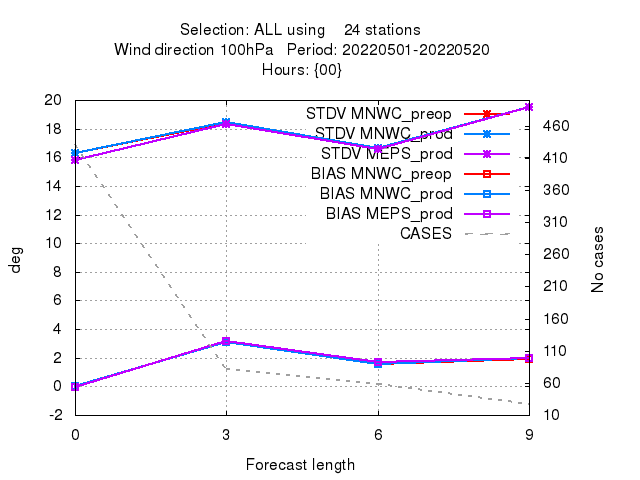 Selection: ALL using 24 stations
Wind direction 100hPa Period: 20220501-20220520
Hours: {00}
20
18
16
14
12
10
8
6
4
2
0
-2
deg
STDV MNWC_preop
STDV MNWC_prod
STDV MEPS_prod
BIAS MNWC_preop
BIAS MNWC_prod
BIAS MEPS_prod
CASES
460
410
360
310
260
210
160
110
60
10
No cases
0 3 6 9
Forecast length